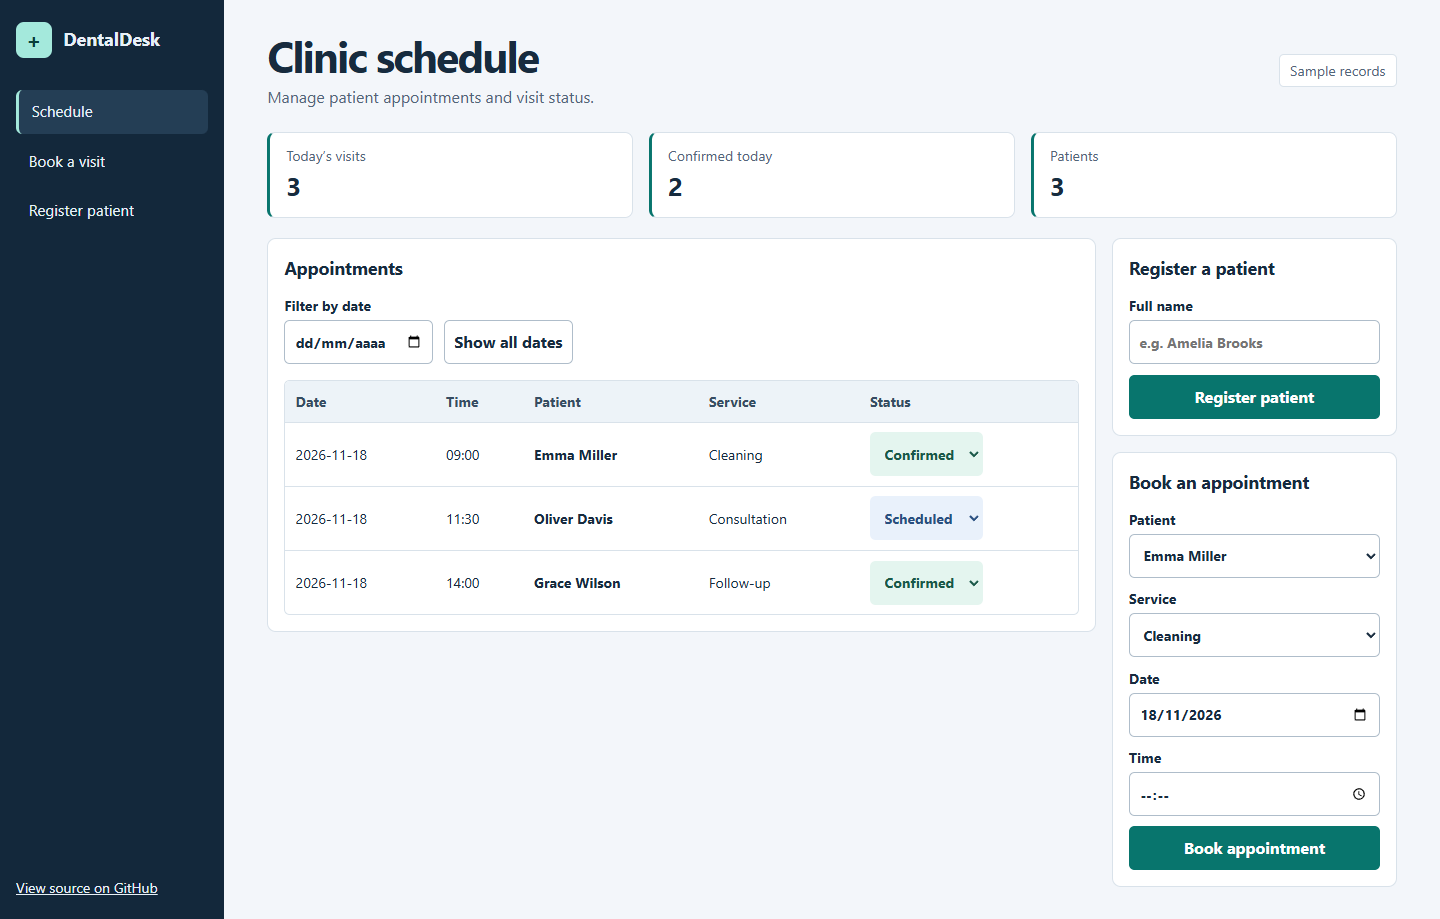 + DentalDesk
Schedule
Book a visit
Register patient
View source on GitHub
Clinic schedule
Manage patient appointments and visit status.
Sample records
Today’s visits
3
Confirmed today
2
Patients
3
Appointments
Filter by date
dd/mm/aaaa
Show all dates
Date Time Patient Service Status
2026-11-18 09:00 Emma Miller Cleaning Confirmed
2026-11-18 11:30 Oliver Davis Consultation Scheduled
2026-11-18 14:00 Grace Wilson Follow-up Confirmed
Register a patient
Full name
e.g. Amelia Brooks
Register patient
Book an appointment
Patient
Emma Miller
Service
Cleaning
Date
18/11/2026
Time
--:--
Book appointment